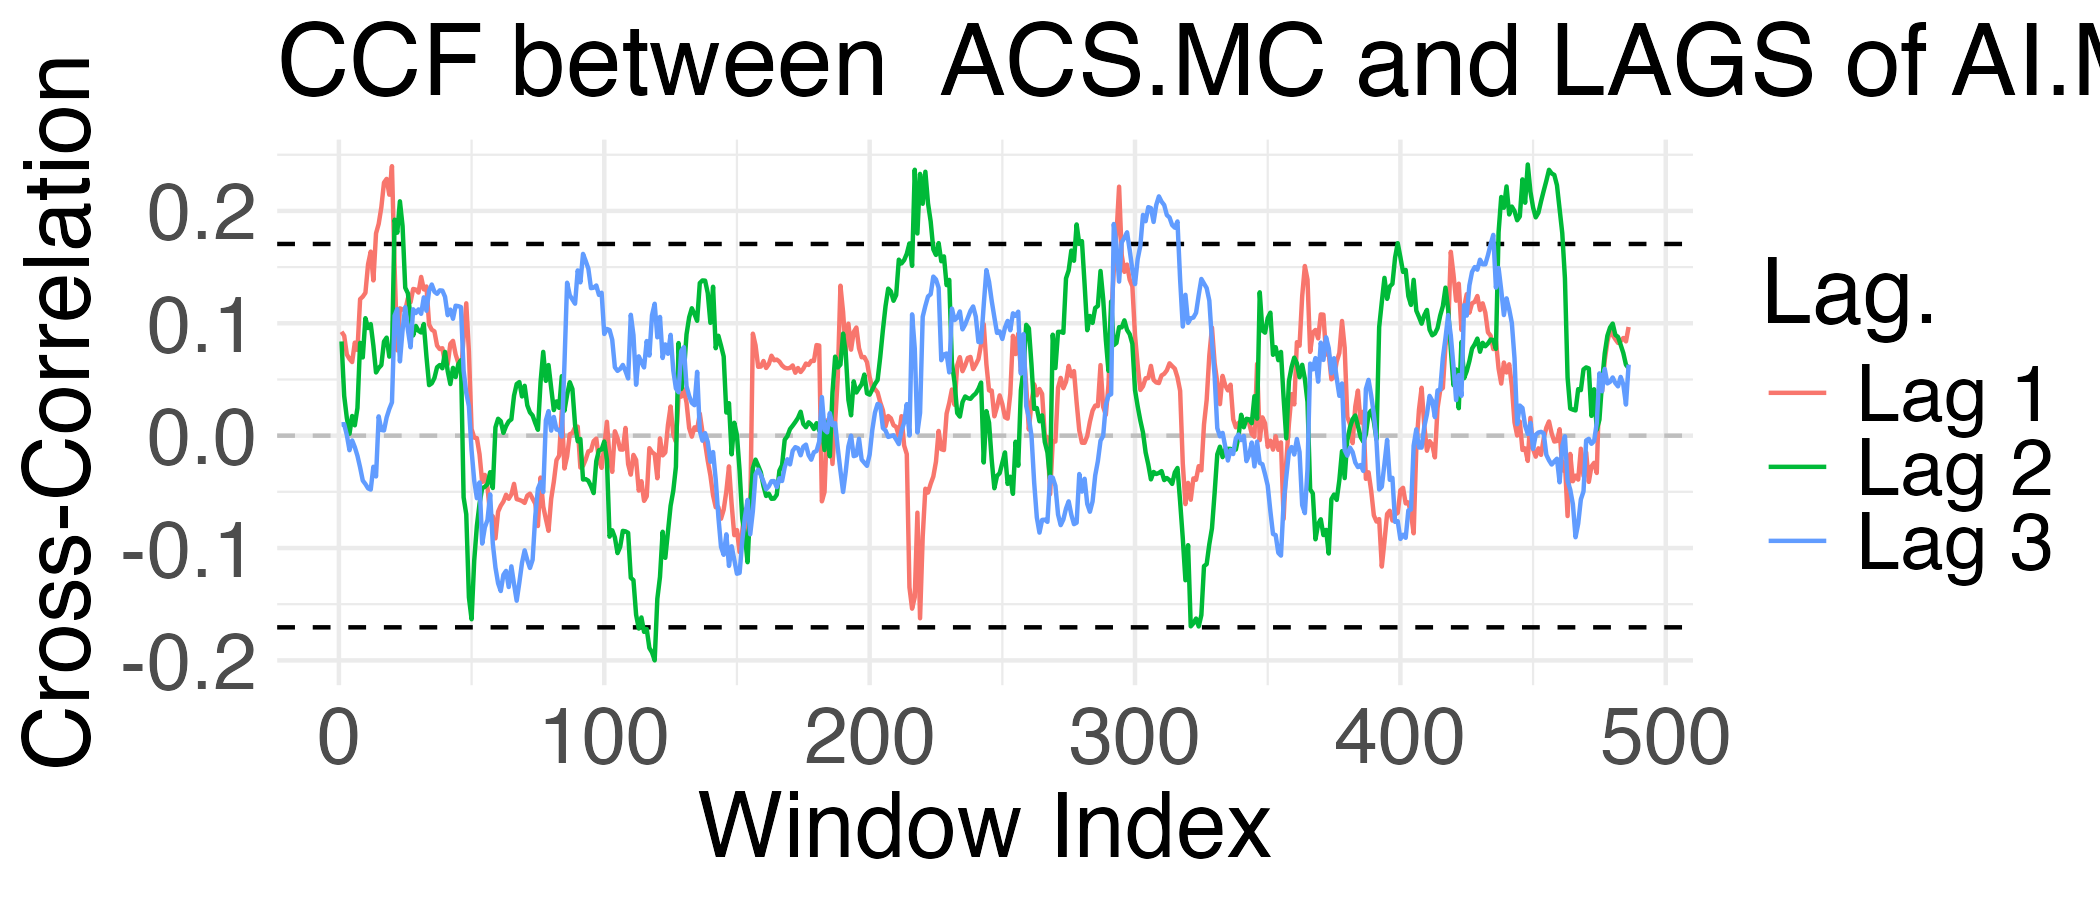 CCF between ACS.MC and LAGS of AI.
Cross-Correlation
0.2
0.1
0.0
-0.1
-0.2
0 100 200 300 400 500
Window Index
Lag.
Lag 1
Lag 2
Lag 3